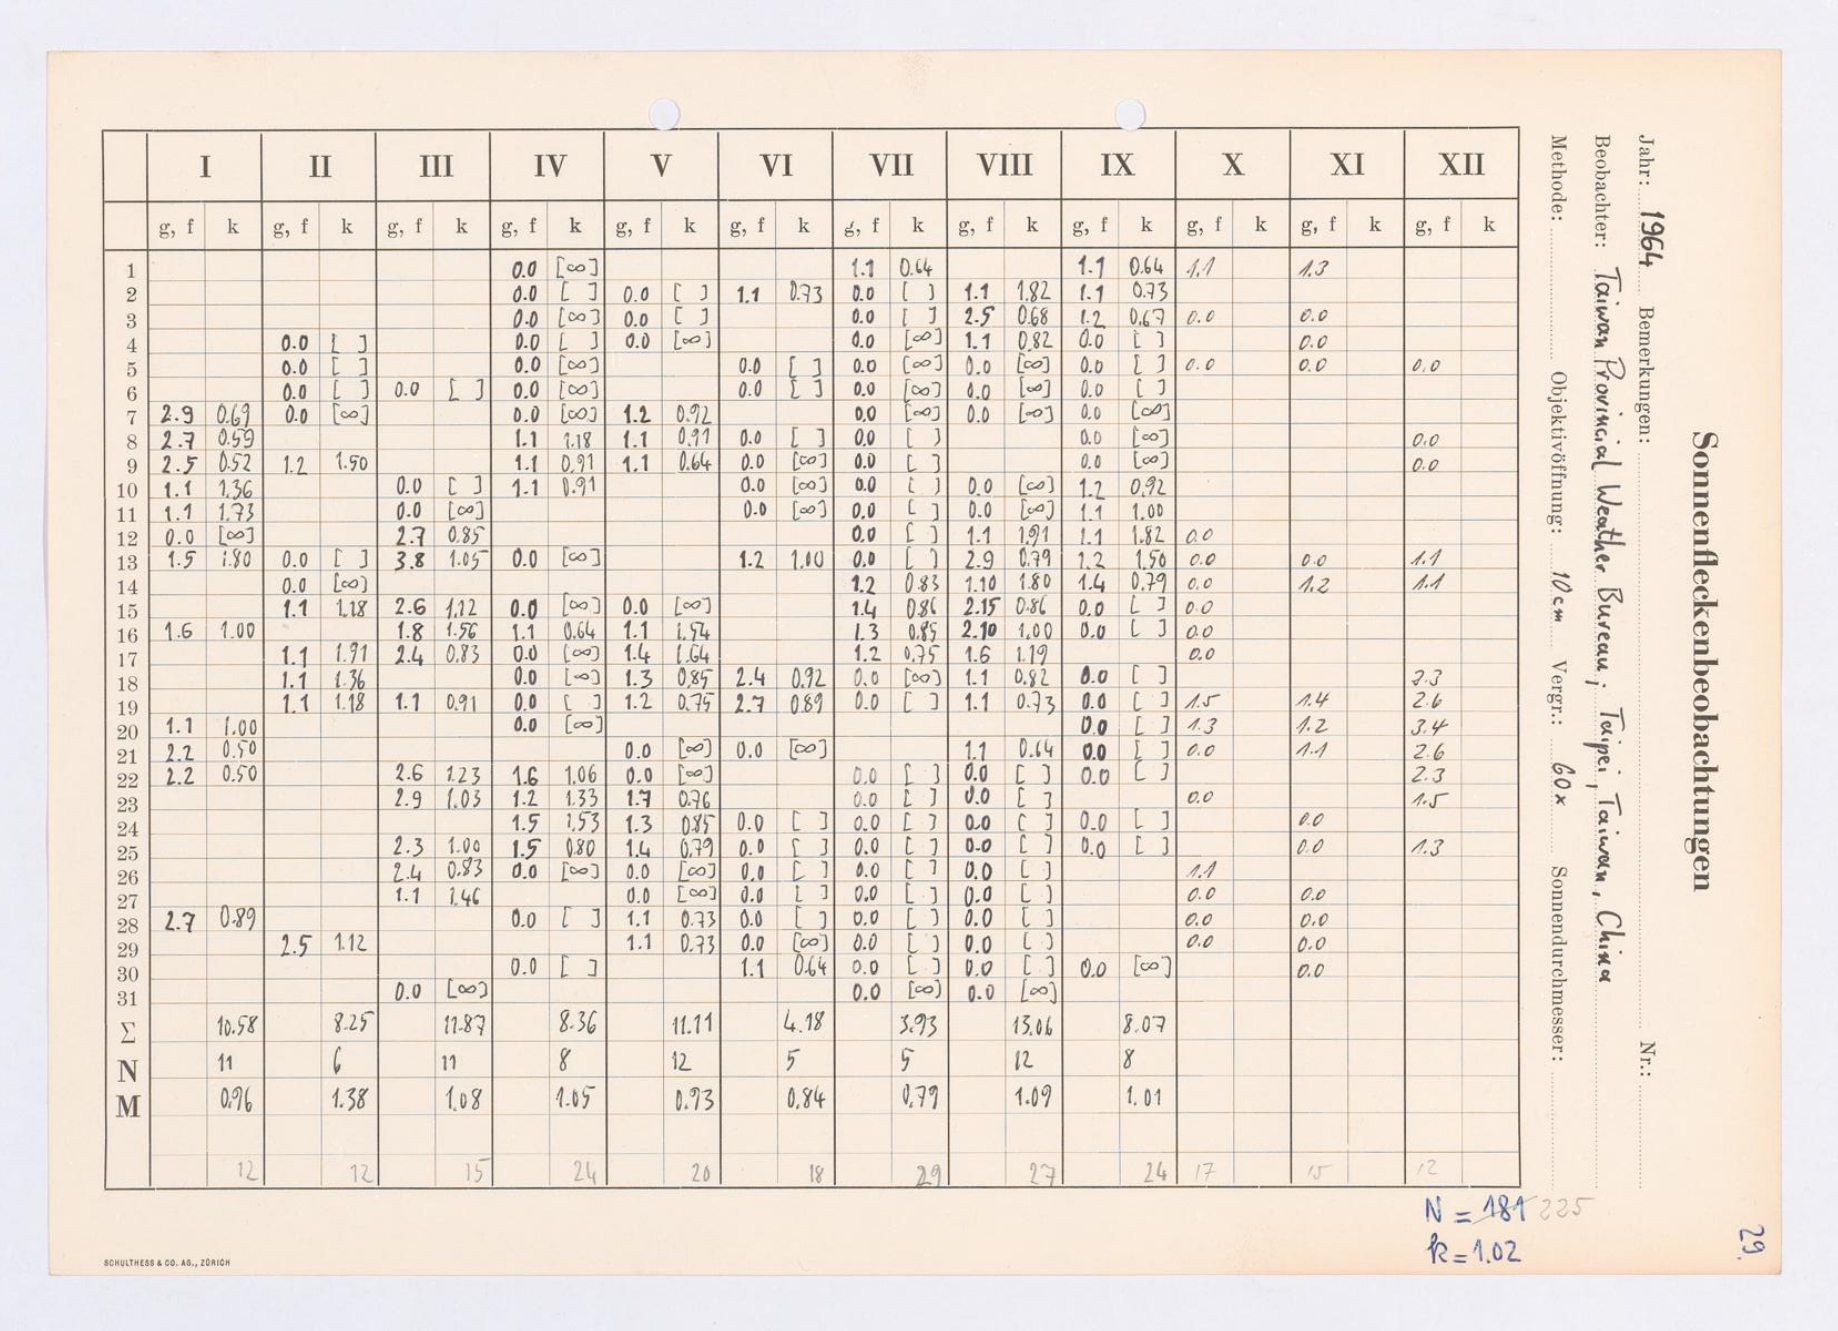 Sonnenfleckenbeobachtungen
Jahr: 1964 Bemerkungen: Nr.:
Beobachter: Taiwan Provincial Weather Bureau; Taipei, Taiwan, China
Methode: Objektivöffnung: 10cm Vergr.: 60x Sonnendurchmesser:
I II III IV V VI VII VIII IX X XI XII
g, f k g, f k g, f k g, f k g, f k g, f k g, f k g, f k g, f k g, f k g, f k g, f k
1 0.0 [∞] 1.1 0.64 1.1 0.64 1.1 1.3
2 0.0 [ ] 0.0 [ ] 1.1 0.73 0.0 [ ] 1.1 1.82 1.1 0.73
3 0.0 [∞] 0.0 [ ] 0.0 [ ] 2.5 0.68 1.2 0.67 0.0 0.0
4 0.0 [ ] 0.0 [ ] 0.0 [∞] 0.0 [∞] 1.1 0.82 0.0 [ ] 0.0
5 0.0 [ ] 0.0 [∞] 0.0 [ ] 0.0 [∞] 0.0 [∞] 0.0 [ ] 0.0 0.0 0.0
6 0.0 [ ] 0.0 [ ] 0.0 [∞] 0.0 [ ] 0.0 [∞] 0.0 [∞] 0.0 [ ]
7 2.9 0.69 0.0 [∞] 0.0 [∞] 1.2 0.92 0.0 [∞] 0.0 [∞] 0.0 [∞]
8 2.7 0.59 1.1 1.18 1.1 0.91 0.0 [ ] 0.0 [ ] 0.0 [∞] 0.0
9 2.5 0.52 1.2 1.50 1.1 0.91 1.1 0.64 0.0 [∞] 0.0 [ ] 0.0 [∞] 0.0
10 1.1 1.36 0.0 [ ] 1.1 0.91 0.0 [∞] 0.0 [ ] 0.0 [∞] 1.2 0.92
11 1.1 1.73 0.0 [∞] 0.0 [∞] 0.0 [ ] 0.0 [∞] 1.1 1.00
12 0.0 [∞] 2.7 0.85 0.0 [ ] 1.1 1.91 1.1 1.82 0.0
13 1.5 1.80 0.0 [ ] 3.8 1.05 0.0 [∞] 1.2 1.00 0.0 [ ] 2.9 0.79 1.2 1.50 0.0 0.0 1.1
14 0.0 [∞] 1.2 0.83 1.10 1.80 1.4 0.79 0.0 1.2 1.1
15 1.1 1.18 2.6 1.12 0.0 [∞] 0.0 [∞] 1.4 0.86 2.15 0.86 0.0 [ ] 0.0
16 1.6 1.00 1.8 1.56 1.1 0.64 1.1 1.54 1.3 0.85 2.10 1.00 0.0 [ ] 0.0
17 1.1 1.91 2.4 0.83 0.0 [∞] 1.4 1.64 1.2 0.75 1.6 1.19 0.0
18 1.1 1.36 0.0 [∞] 1.3 0.85 2.4 0.92 0.0 [∞] 1.1 0.82 0.0 [ ] 2.3
19 1.1 1.18 1.1 0.91 0.0 [ ] 1.2 0.75 2.7 0.89 0.0 [ ] 1.1 0.73 0.0 [ ] 1.5 1.4 2.6
20 1.1 1.00 0.0 [∞] 0.0 [ ] 1.3 1.2 3.4
21 2.2 0.50 0.0 [∞] 0.0 [∞] 1.1 0.64 0.0 [ ] 0.0 1.1 2.6
22 2.2 0.50 2.6 1.23 1.6 1.06 0.0 [∞] 0.0 [ ] 0.0 [ ] 0.0 [ ] 2.3
23 2.9 1.03 1.2 1.33 1.7 0.76 0.0 [ ] 0.0 [ ] 0.0 1.5
24 1.5 1.53 1.3 0.85 0.0 [ ] 0.0 [ ] 0.0 [ ] 0.0 [ ] 0.0
25 2.3 1.00 1.5 0.80 1.4 0.79 0.0 [ ] 0.0 [ ] 0.0 [ ] 0.0 [ ] 0.0 1.3
26 2.4 0.83 0.0 [∞] 0.0 [∞] 0.0 [ ] 0.0 [ ] 0.0 [ ] 1.1
27 1.1 1.46 0.0 [∞] 0.0 [ ] 0.0 [ ] 0.0 [ ] 0.0 0.0
28 2.7 0.89 0.0 [ ] 1.1 0.73 0.0 [ ] 0.0 [ ] 0.0 [ ] 0.0 0.0
29 2.5 1.12 1.1 0.73 0.0 [∞] 0.0 [ ] 0.0 [ ] 0.0 0.0
30 0.0 [ ] 1.1 0.64 0.0 [ ] 0.0 [ ] 0.0 [∞] 0.0
31 0.0 [∞] 0.0 [∞] 0.0 [∞]
Σ 10.58 8.25 11.87 8.36 11.11 4.18 3.93 13.06 8.07
N 11 6 11 8 12 5 5 12 8
M 0.96 1.38 1.08 1.05 0.93 0.84 0.79 1.09 1.01
12 12 15 24 20 18 29 27 24 17 15 12
N = 181 225
k = 1.02
29
SCHULTHESS & CO. AG., ZÜRICH